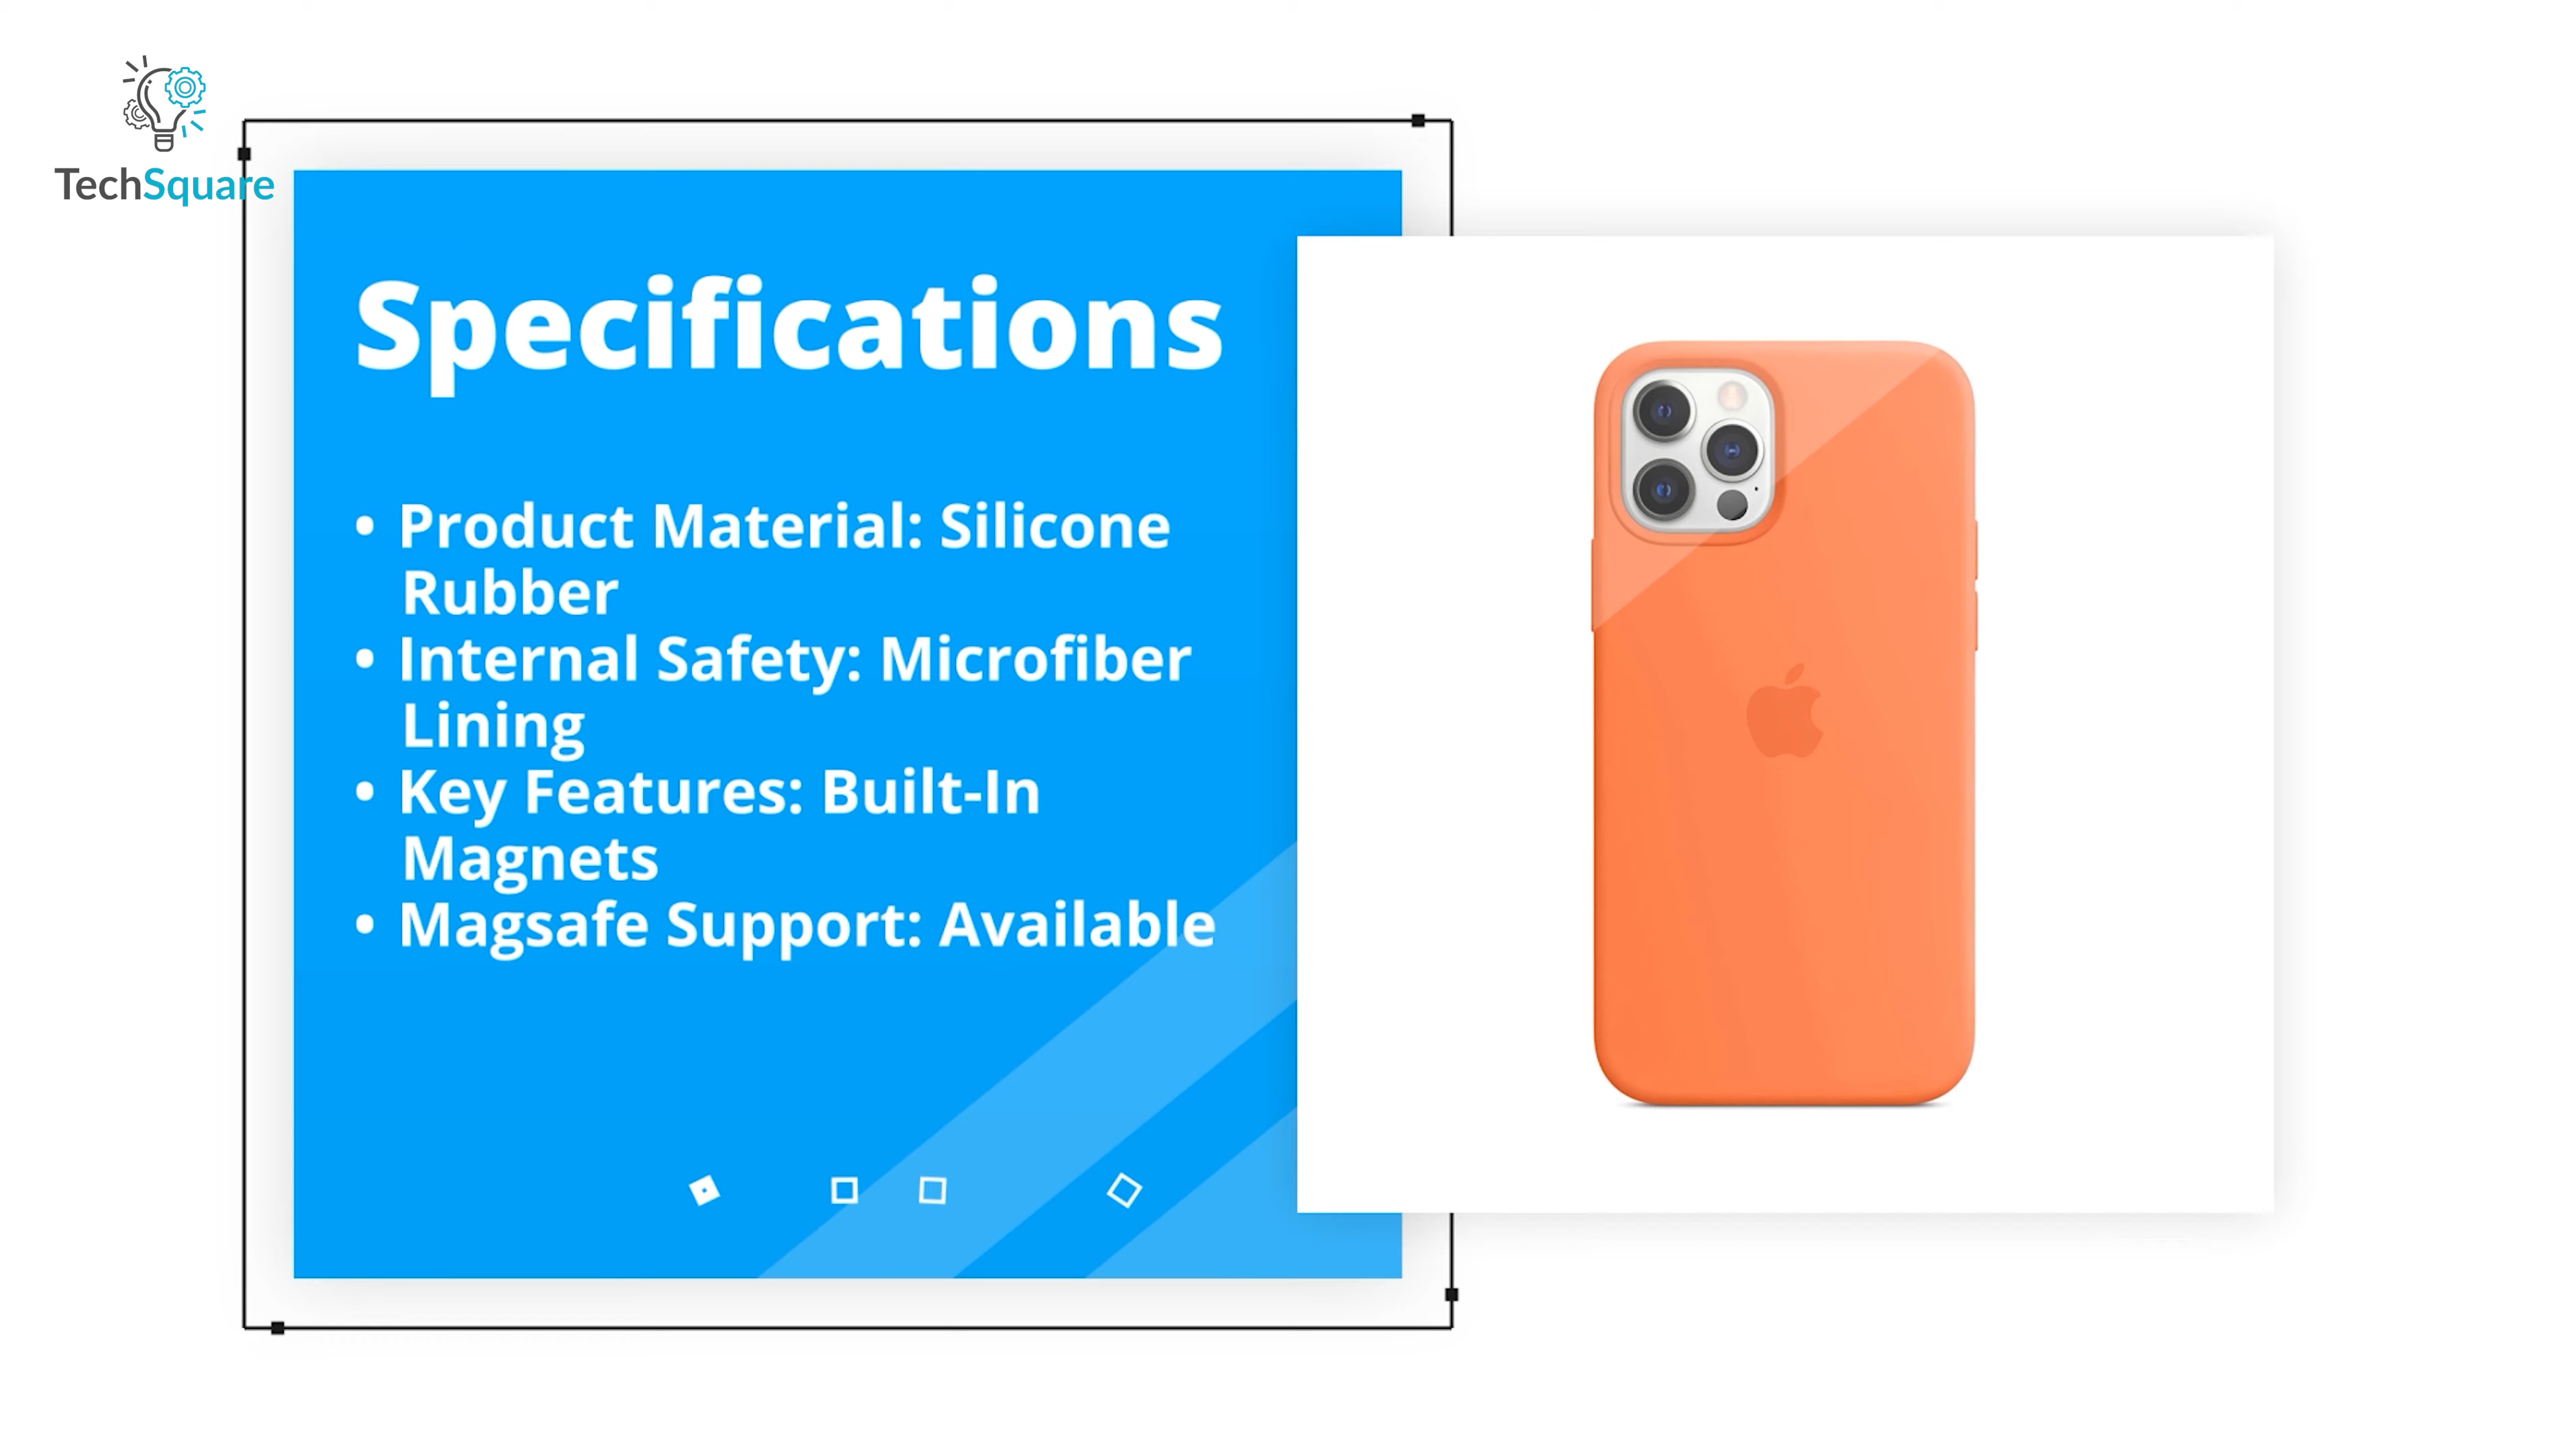 TechSquare
Specifications
• Product Material: Silicone
Rubber
• Internal Safety: Microfiber
Lining
• Key Features: Built-In
Magnets
• Magsafe Support: Available